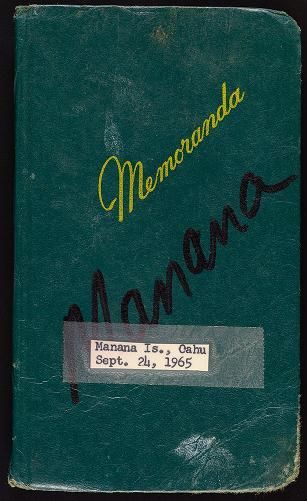 Memoranda
Manana
Manana Is., Oahu
Sept. 24, 1965